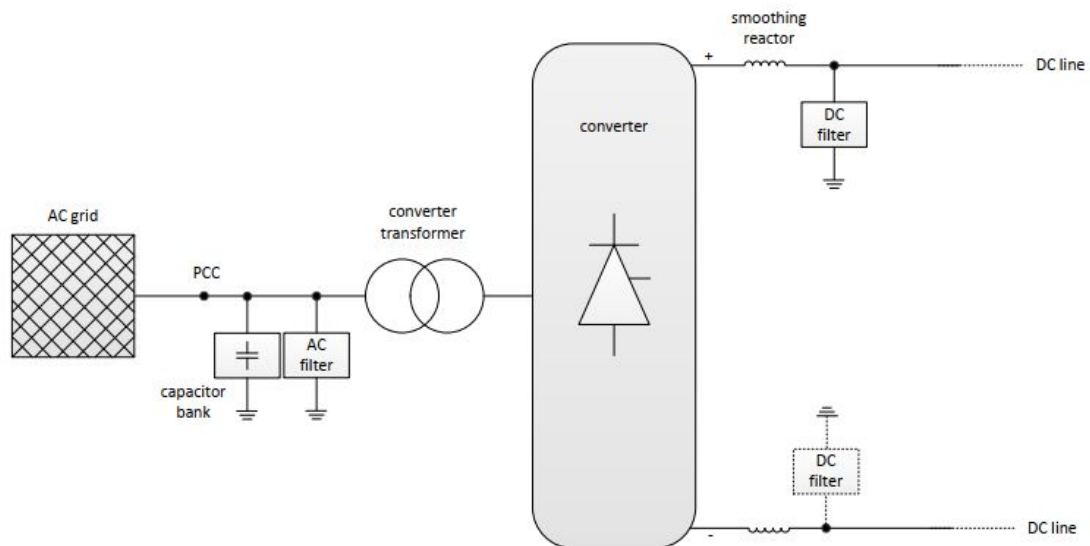 smoothing
reactor
+
DC line
DC
filter
converter
AC grid
converter
transformer
PCC
AC
filter
capacitor
bank
DC
filter
-
DC line